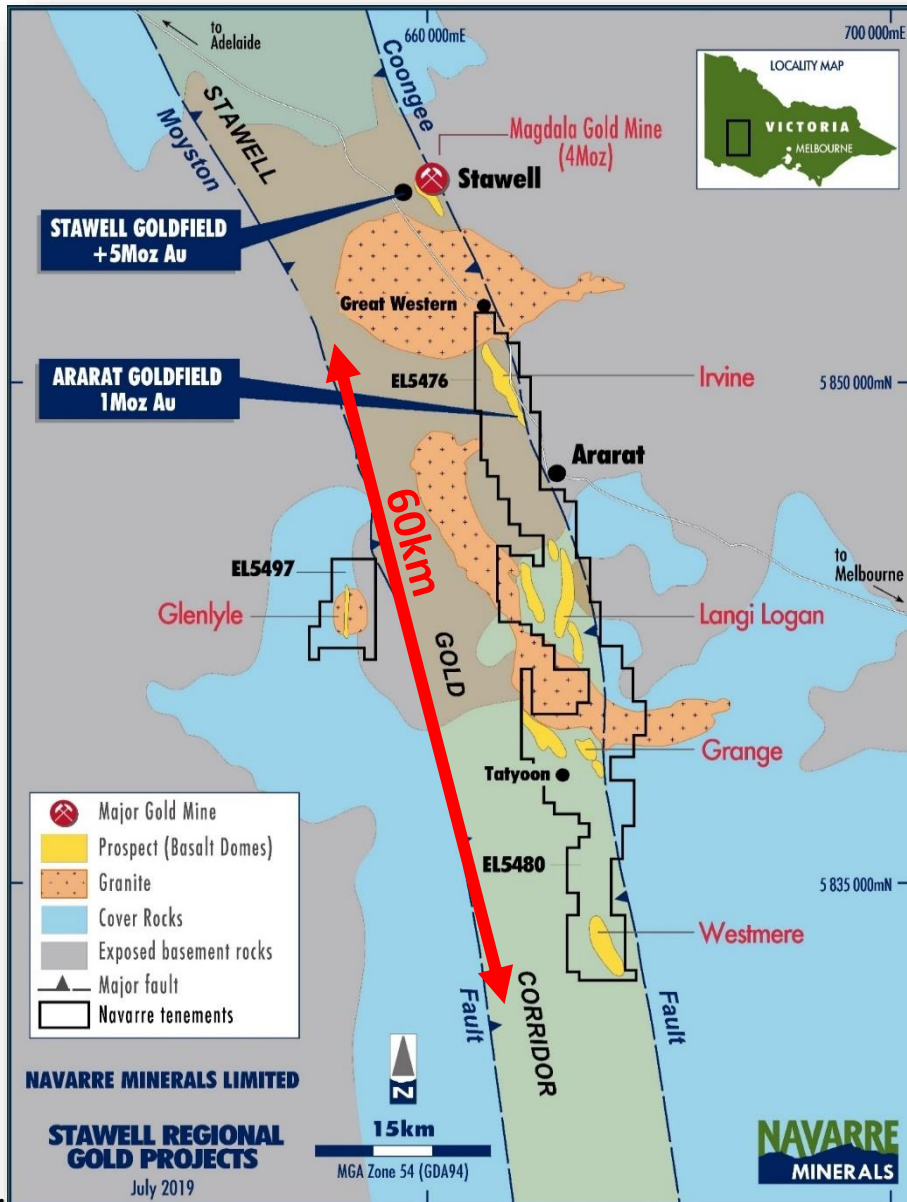 to
Adelaide
660 000mE
700 000mE
LOCALITY MAP
VICTORIA
MELBOURNE
Coongee
STAWELL
Moyston
Magdala Gold Mine
(4Moz)
Stawell
STAWELL GOLDFIELD
+5Moz Au
Great Western
EL5476
Irvine
5 850 000mN
ARARAT GOLDFIELD
1Moz Au
Ararat
60km
EL5497
to
Melbourne
Glenlyle
Langi Logan
GOLD
Grange
Tatyoon
Major Gold Mine
Prospect (Basalt Domes)
Granite
Cover Rocks
Exposed basement rocks
Major fault
Navarre tenements
EL5480
5 835 000mN
Westmere
Fault
CORRIDOR
Fault
NAVARRE MINERALS LIMITED
STAWELL REGIONAL
GOLD PROJECTS
July 2019
N
15km
MGA Zone 54 (GDA94)
NAVARRE
MINERALS